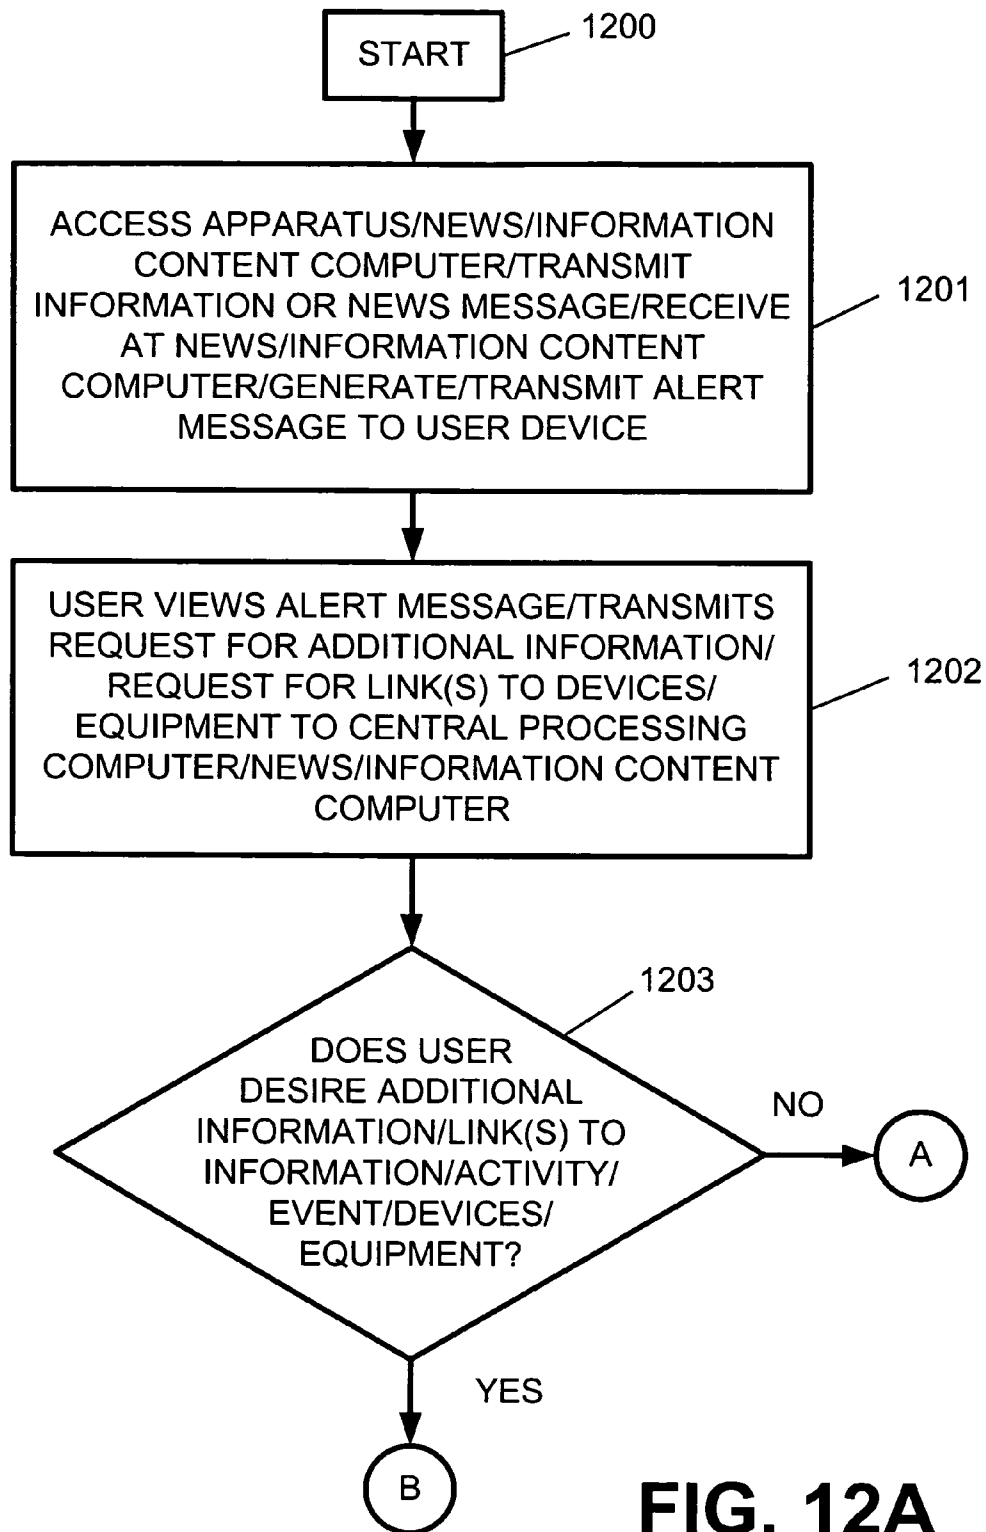 START
1200
ACCESS APPARATUS/NEWS/INFORMATION
CONTENT COMPUTER/TRANSMIT
INFORMATION OR NEWS MESSAGE/RECEIVE
AT NEWS/INFORMATION CONTENT
COMPUTER/GENERATE/TRANSMIT ALERT
MESSAGE TO USER DEVICE
1201
USER VIEWS ALERT MESSAGE/TRANSMITS
REQUEST FOR ADDITIONAL INFORMATION/
REQUEST FOR LINK(S) TO DEVICES/
EQUIPMENT TO CENTRAL PROCESSING
COMPUTER/NEWS/INFORMATION CONTENT
COMPUTER
1202
1203
DOES USER
DESIRE ADDITIONAL
INFORMATION/LINK(S) TO
INFORMATION/ACTIVITY/
EVENT/DEVICES/
EQUIPMENT?
NO
A
YES
B
FIG. 12A